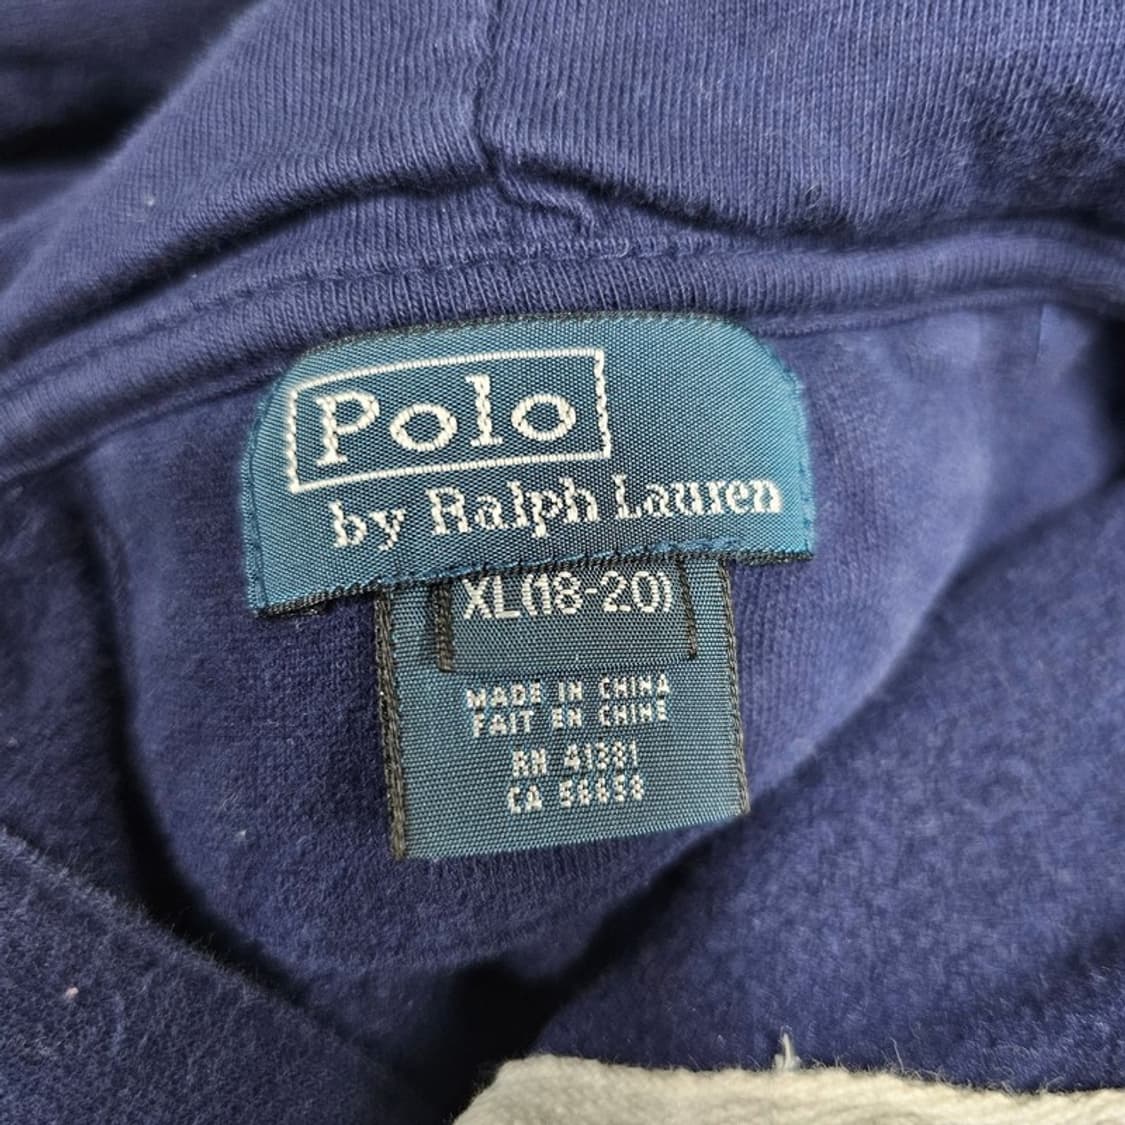 Polo
by Ralph Lauren
XL(18-20)
MADE IN CHINA
FAIT EN CHINE
RN 41381
CA 56658